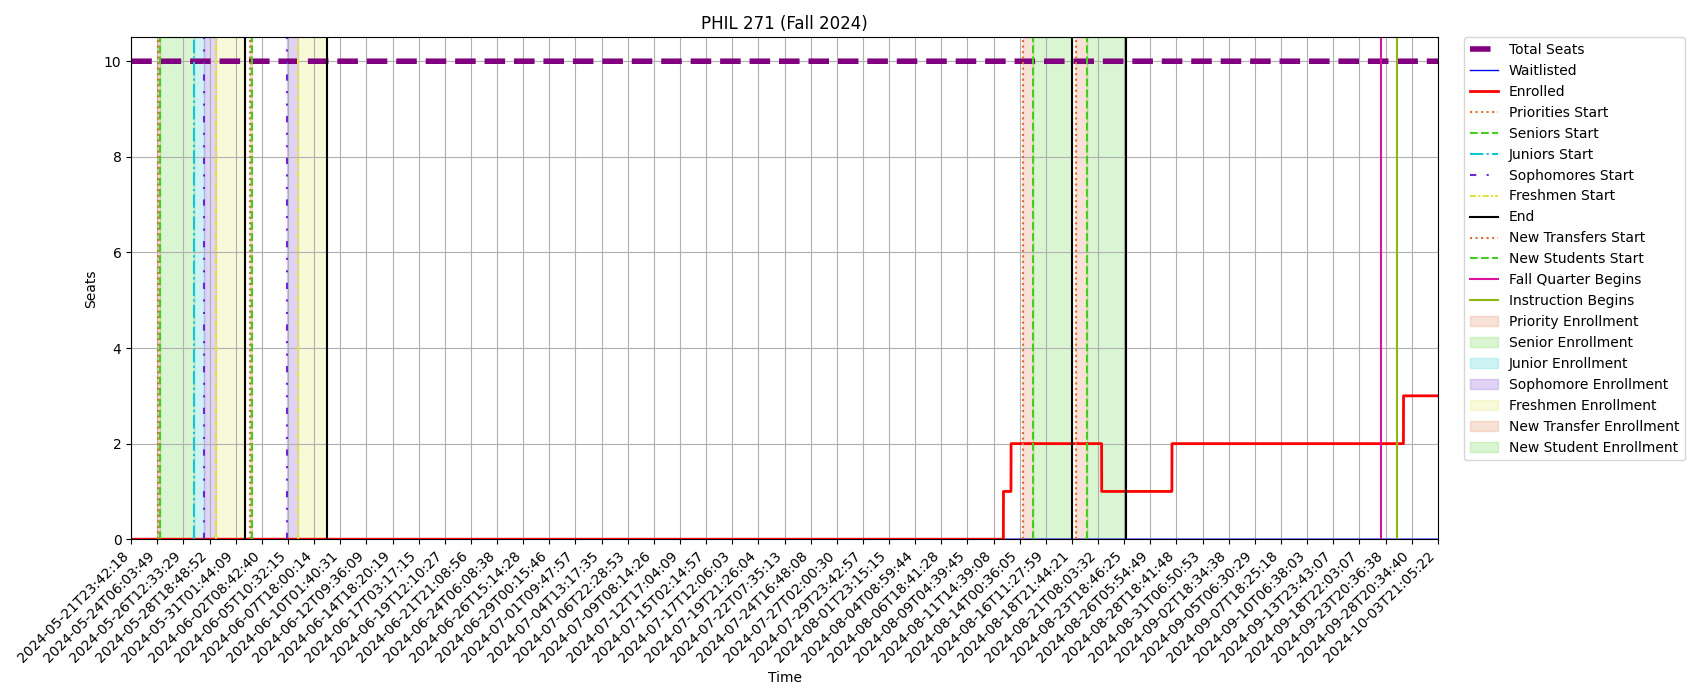 PHIL 271 (Fall 2024)
Seats
10
8
6
4
2
0
2024-05-21T23:42:18
2024-05-24T06:03:49
2024-05-26T12:33:29
2024-05-28T18:48:52
2024-05-31T01:44:09
2024-06-02T08:42:40
2024-06-05T10:32:15
2024-06-07T18:00:14
2024-06-10T01:40:31
2024-06-12T09:36:09
2024-06-14T18:20:19
2024-06-17T03:17:15
2024-06-19T12:10:27
2024-06-21T21:08:56
2024-06-24T06:08:38
2024-06-26T15:14:28
2024-06-29T00:15:46
2024-07-01T09:47:57
2024-07-04T13:17:35
2024-07-06T22:28:53
2024-07-09T08:14:26
2024-07-12T17:04:09
2024-07-15T02:14:57
2024-07-17T12:06:03
2024-07-19T21:26:04
2024-07-22T07:35:13
2024-07-24T16:48:08
2024-07-27T02:00:30
2024-07-29T23:42:57
2024-08-01T23:15:15
2024-08-04T08:59:44
2024-08-06T18:41:28
2024-08-09T04:39:45
2024-08-11T14:39:08
2024-08-14T00:36:05
2024-08-16T11:27:59
2024-08-18T21:44:21
2024-08-21T08:03:32
2024-08-23T18:46:25
2024-08-26T05:54:49
2024-08-28T18:41:48
2024-08-31T06:50:53
2024-09-02T18:34:38
2024-09-05T06:30:29
2024-09-07T18:25:18
2024-09-10T06:38:03
2024-09-13T23:43:07
2024-09-18T22:03:07
2024-09-23T20:36:38
2024-09-28T20:34:40
2024-10-03T21:05:22
Time
Total Seats
Waitlisted
Enrolled
Priorities Start
Seniors Start
Juniors Start
Sophomores Start
Freshmen Start
End
New Transfers Start
New Students Start
Fall Quarter Begins
Instruction Begins
Priority Enrollment
Senior Enrollment
Junior Enrollment
Sophomore Enrollment
Freshmen Enrollment
New Transfer Enrollment
New Student Enrollment